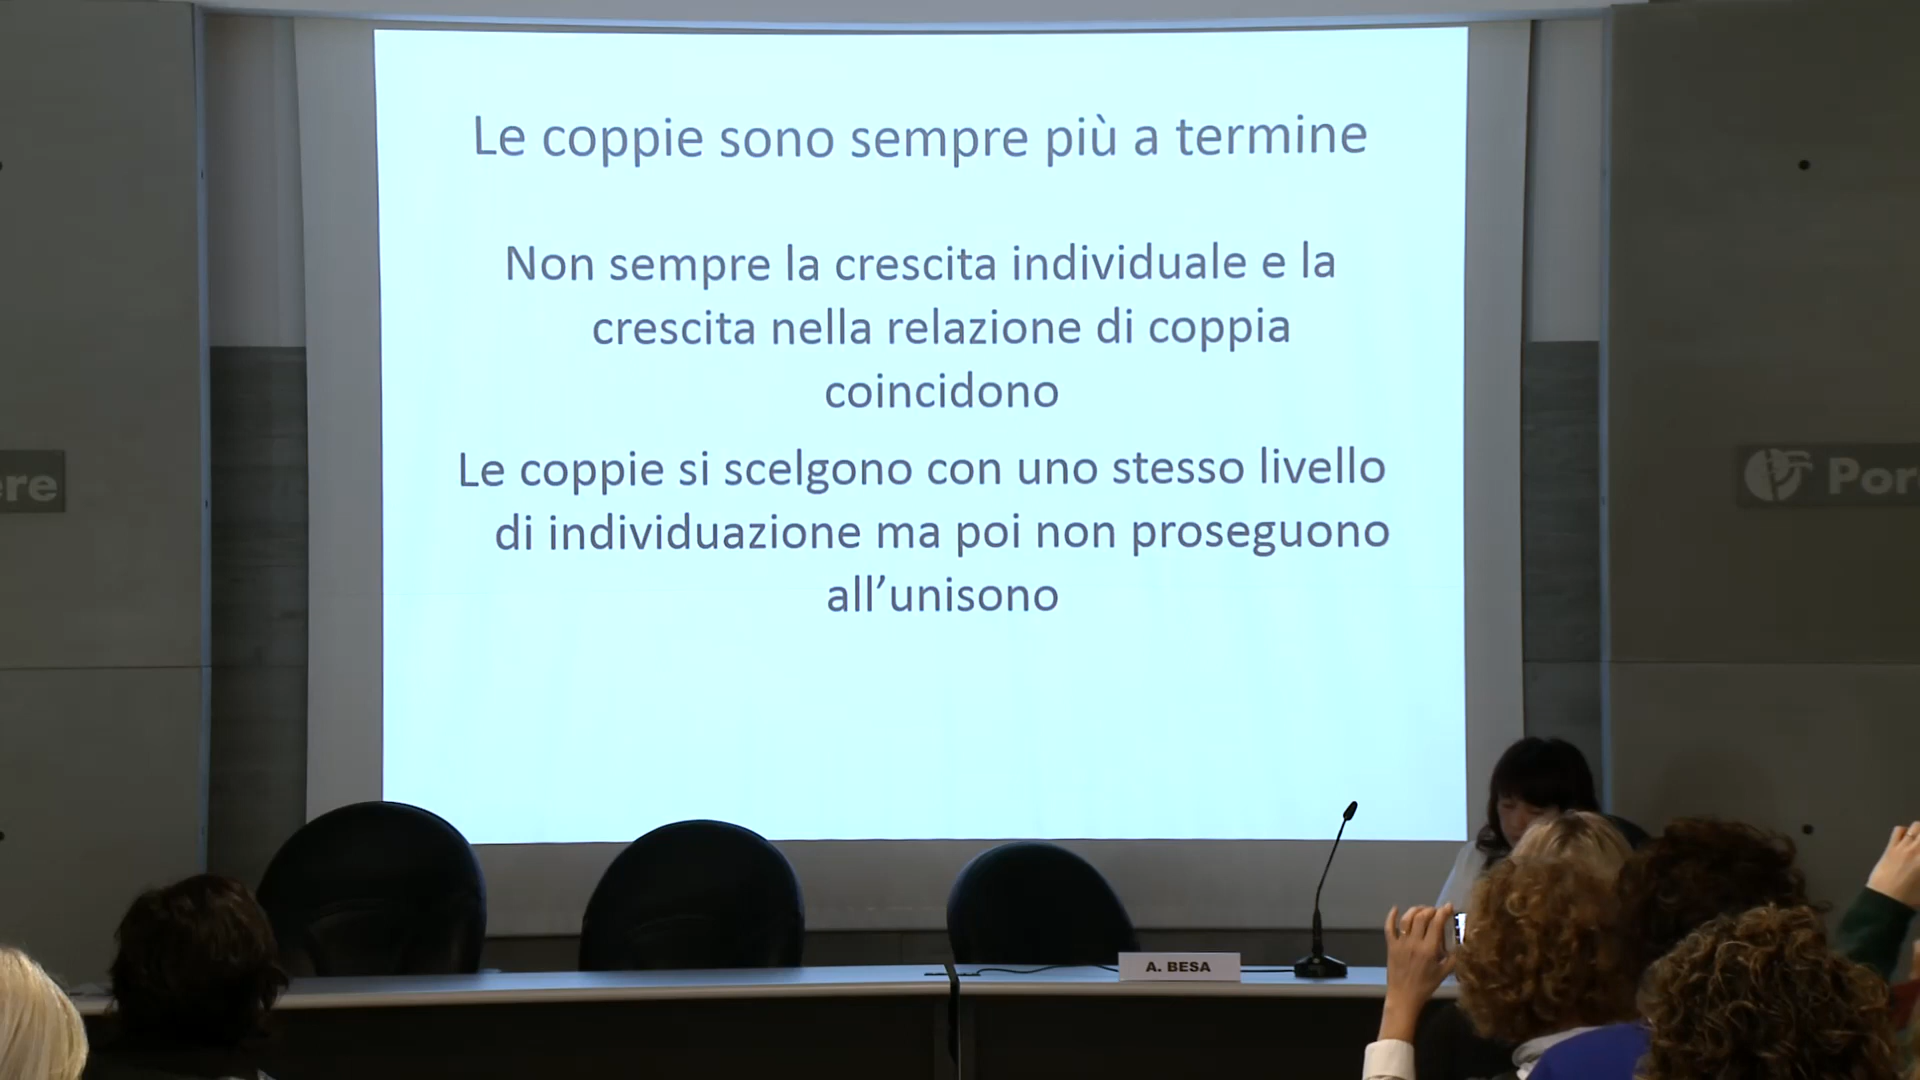 Le coppie sono sempre più a termine
Non sempre la crescita individuale e la
crescita nella relazione di coppia
coincidono
Le coppie si scelgono con uno stesso livello
di individuazione ma poi non proseguono
all’unisono
A. BESA